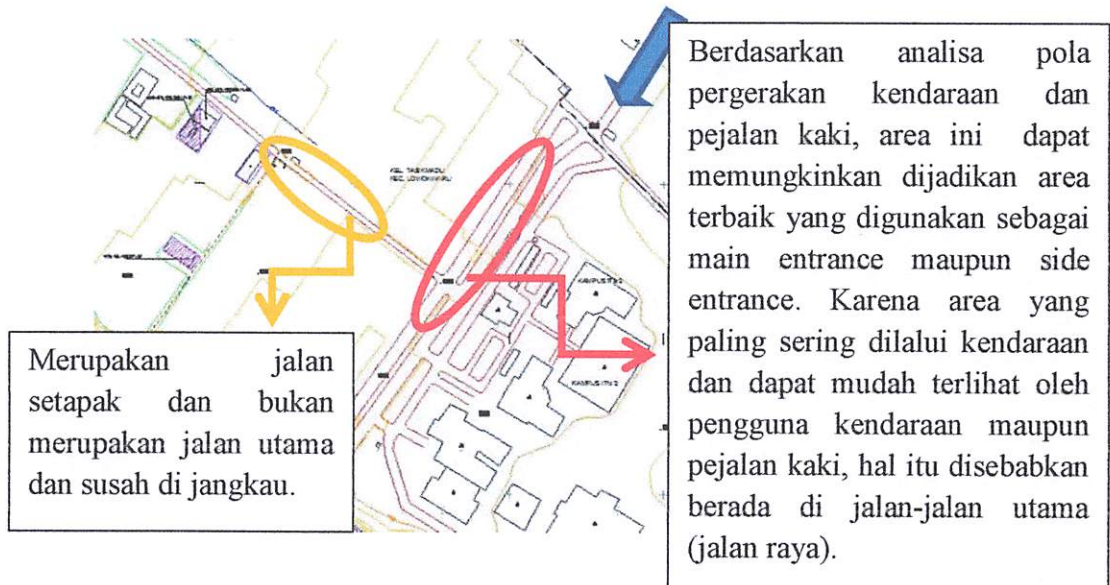 Berdasarkan analisa pola
pergerakan kendaraan dan
pejalan kaki, area ini dapat
memungkinkan dijadikan area
terbaik yang digunakan sebagai
main entrance maupun side
entrance. Karena area yang
paling sering dilalui kendaraan
dan dapat mudah terlihat oleh
pengguna kendaraan maupun
pejalan kaki, hal itu disebabkan
berada di jalan-jalan utama
(jalan raya).
Merupakan jalan
setapak dan bukan
merupakan jalan utama
dan susah di jangkau.
KAMPUS ITN 2
KAMPUS ITN 2